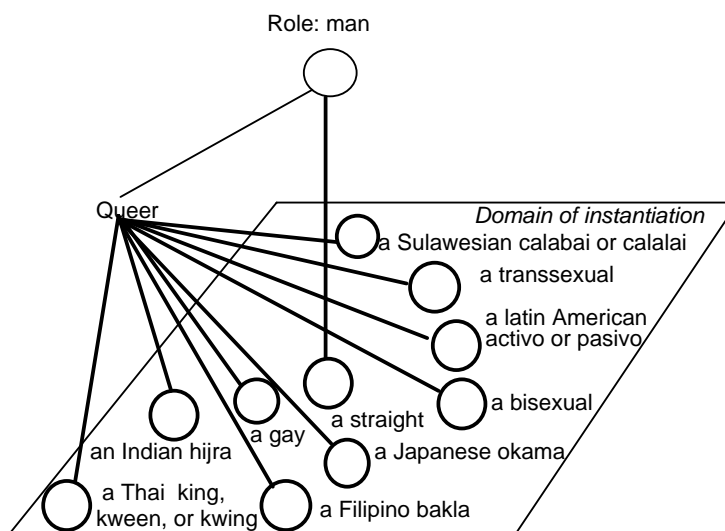 Role: man
Queer
Domain of instantiation
a Sulawesian calabai or calalai
a transsexual
a latin American
activo or pasivo
a bisexual
a straight
a gay
a Japanese okama
an Indian hijra
a Thai king,
kween, or kwing
a Filipino bakla